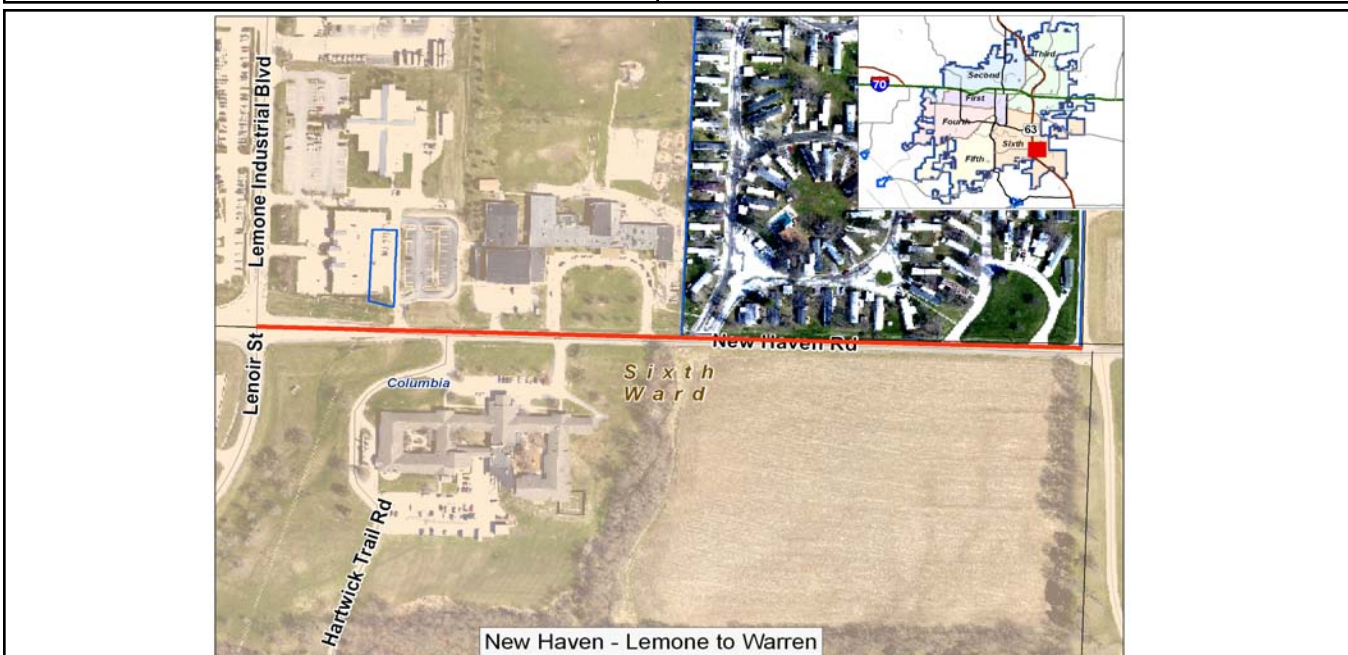 Lemone Industrial Blvd
Third
Second
70
First
Fourth
63
Sixth
Fifth
New Haven Rd
Lenoir St
Columbia
Sixth
Ward
Hartwick Trail Rd
New Haven - Lemone to Warren